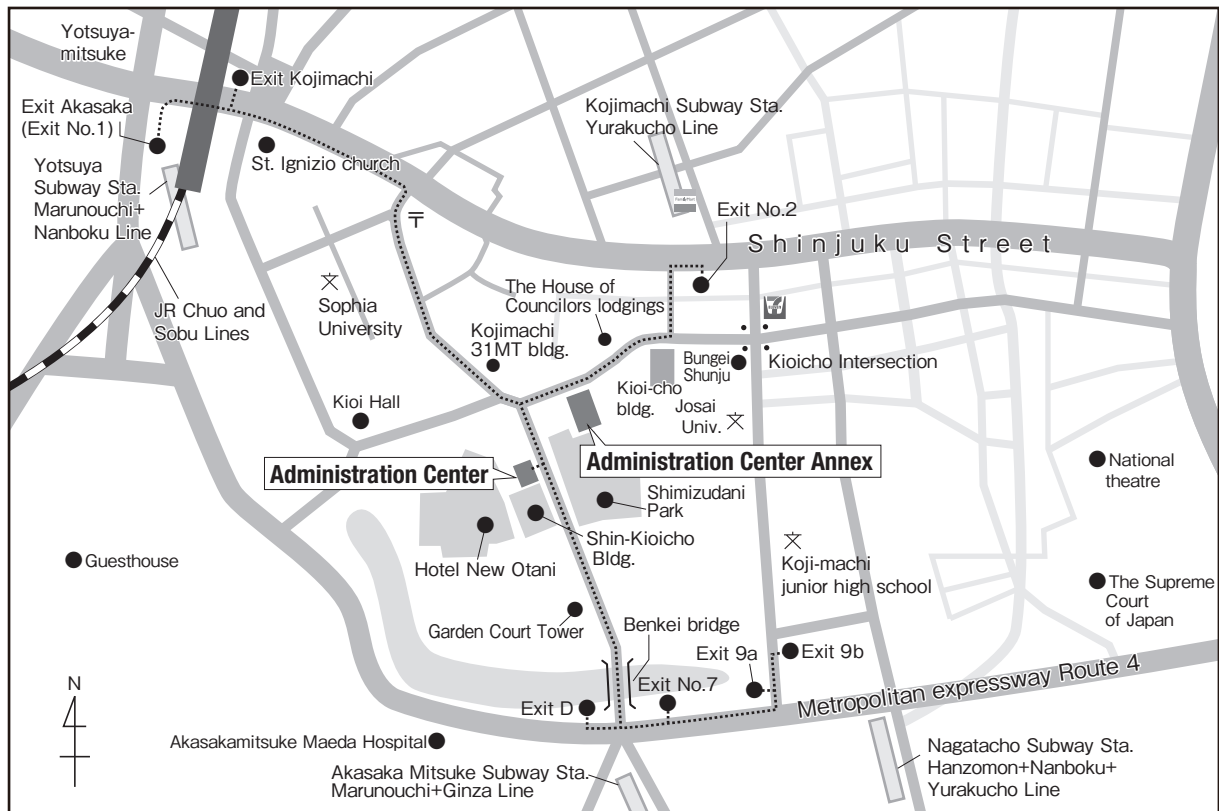 Yotsuya-
mitsuke
Exit Kojimachi
Exit Akasaka
(Exit No.1)
St. Ignizio church
Yotsuya
Subway Sta.
Marunouchi+
Nanboku Line
JR Chuo and
Sobu Lines
〒
文
Sophia
University
Kojimachi Subway Sta.
Yurakucho Line
Exit No.2
Shinjuku Street
The House of
Councilors lodgings
Kojimachi
31MT bldg.
7
Bungei
Shunju
Kioicho Intersection
Kioi-cho
bldg.
Josai
Univ.
文
Kioi Hall
Administration Center
Administration Center Annex
Shimizudani
Park
Shin-Kioicho
Bldg.
Hotel New Otani
National
theatre
文
Koji-machi
junior high school
Guesthouse
The Supreme
Court
of Japan
Garden Court Tower
Benkei bridge
Exit 9a
Exit 9b
Exit No.7
Exit D
Metropolitan expressway Route 4
N
Akasakamitsuke Maeda Hospital
Akasaka Mitsuke Subway Sta.
Marunouchi+Ginza Line
Nagatacho Subway Sta.
Hanzomon+Nanboku+
Yurakucho Line